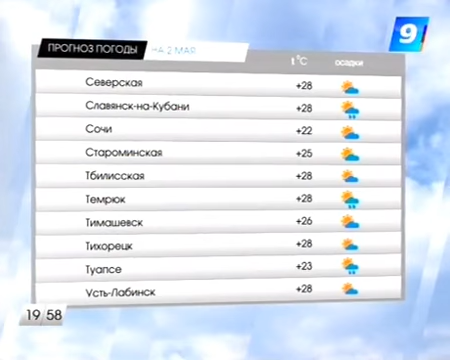 9
ПРОГНОЗ ПОГОДЫ НА 2 МАЯ
t°C осадки
Северская +28
Славянск-на-Кубани +28
Сочи +22
Староминская +25
Тбилисская +28
Темрюк +28
Тимашевск +26
Тихорецк +28
Туапсе +23
Усть-Лабинск +28
19 58